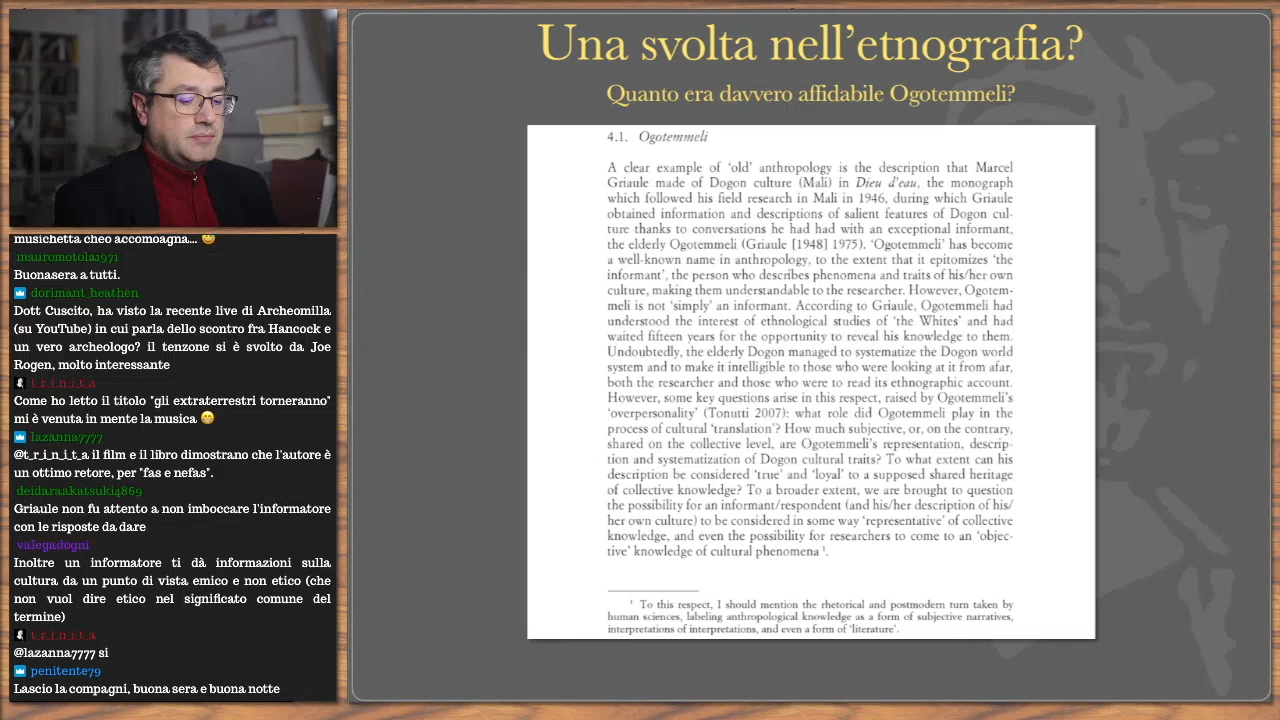 Una svolta nell’etnografia?
Quanto era davvero affidabile Ogotemmeli?
4.1. Ogotemmeli
A clear example of ‘old’ anthropology is the description that Marcel
Griaule made of Dogon culture (Mali) in Dieu d’eau, the monograph
which followed his field research in Mali in 1946, during which Griaule
obtained information and descriptions of salient features of Dogon cul-
ture thanks to conversations he had had with an exceptional informant,
the elderly Ogotemmeli (Griaule [1948] 1975). ‘Ogotemmeli’ has become
a well-known name in anthropology, to the extent that it epitomizes ‘the
informant’, the person who describes phenomena and traits of his/her own
culture, making them understandable to the researcher. However, Ogotem-
meli is not ‘simply’ an informant. According to Griaule, Ogotemmeli had
understood the interest of ethnological studies of ‘the Whites’ and had
waited fifteen years for the opportunity to reveal his knowledge to them.
Undoubtedly, the elderly Dogon managed to systematize the Dogon world
system and to make it intelligible to those who were looking at it from afar,
both the researcher and those who were to read its ethnographic account.
However, some key questions arise in this respect, raised by Ogotemmeli’s
‘overpersonality’ (Tonutti 2007): what role did Ogotemmeli play in the
process of cultural ‘translation’? How much subjective, or, on the contrary,
shared on the collective level, are Ogotemmeli’s representation, descrip-
tion and systematization of Dogon cultural traits? To what extent can his
description be considered ‘true’ and ‘loyal’ to a supposed shared heritage
of collective knowledge? To a broader extent, we are brought to question
the possibility for an informant/respondent (and his/her description of his/
her own culture) to be considered in some way ‘representative’ of collective
knowledge, and even the possibility for researchers to come to an ‘objec-
tive’ knowledge of cultural phenomena ¹.
¹ To this respect, I should mention the rhetorical and postmodern turn taken by
human sciences, labeling anthropological knowledge as a form of subjective narratives,
interpretations of interpretations, and even a form of ‘literature’.
musichetta cheo accomoagna...
mauromotola1971
Buonasera a tutti.
dorimant_heathen
Dott Cuscito, ha visto la recente live di Archeomilla
(su YouTube) in cui parla dello scontro fra Hancock e
un vero archeologo? il tenzone si è svolto da Joe
Rogen, molto interessante
t_r_i_n_i_t_a
Come ho letto il titolo "gli extraterrestri torneranno"
mi è venuta in mente la musica
lazanna7777
@t_r_i_n_i_t_a il film e il libro dimostrano che l'autore è
un ottimo retore, per "fas e nefas".
deidaraakatsuki4869
Griaule non fu attento a non imboccare l'informatore
con le risposte da dare
valegadogni
Inoltre un informatore ti dà informazioni sulla
cultura da un punto di vista emico e non etico (che
non vuol dire etico nel significato comune del
termine)
t_r_i_n_i_t_a
@lazanna7777 si
penitente79
Lascio la compagni, buona sera e buona notte